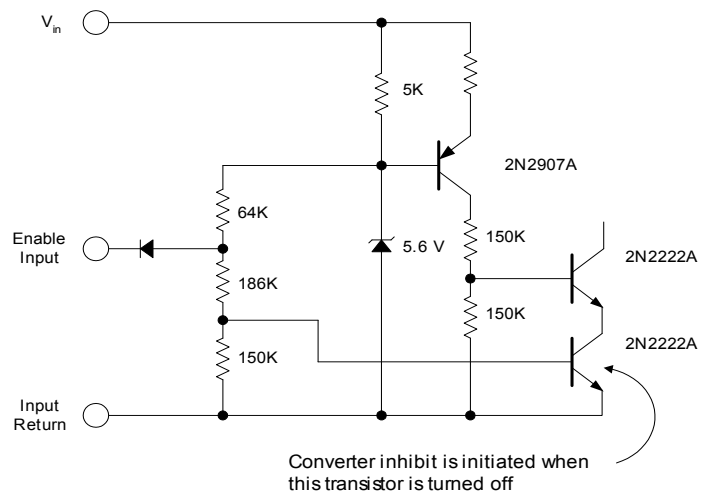 Vin
5K
2N2907A
64K
Enable
Input
5.6 V
150K
2N2222A
186K
150K
2N2222A
150K
Input
Return
Converter inhibit is initiated when
this transistor is turned off